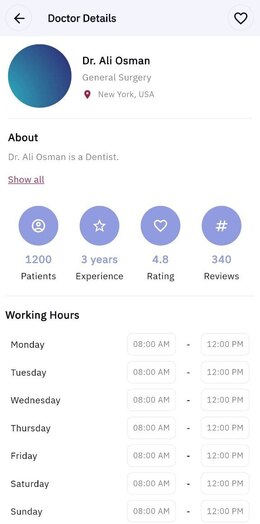 Doctor Details
Dr. Ali Osman
General Surgery
New York, USA
About
Dr. Ali Osman is a Dentist.
Show all
1200 3 years 4.8 340
Patients Experience Rating Reviews
Working Hours
Monday 08:00 AM - 12:00 PM
Tuesday 08:00 AM - 12:00 PM
Wednesday 08:00 AM - 12:00 PM
Thursday 08:00 AM - 12:00 PM
Friday 08:00 AM - 12:00 PM
Saturday 08:00 AM - 12:00 PM
Sunday 08:00 AM - 12:00 PM